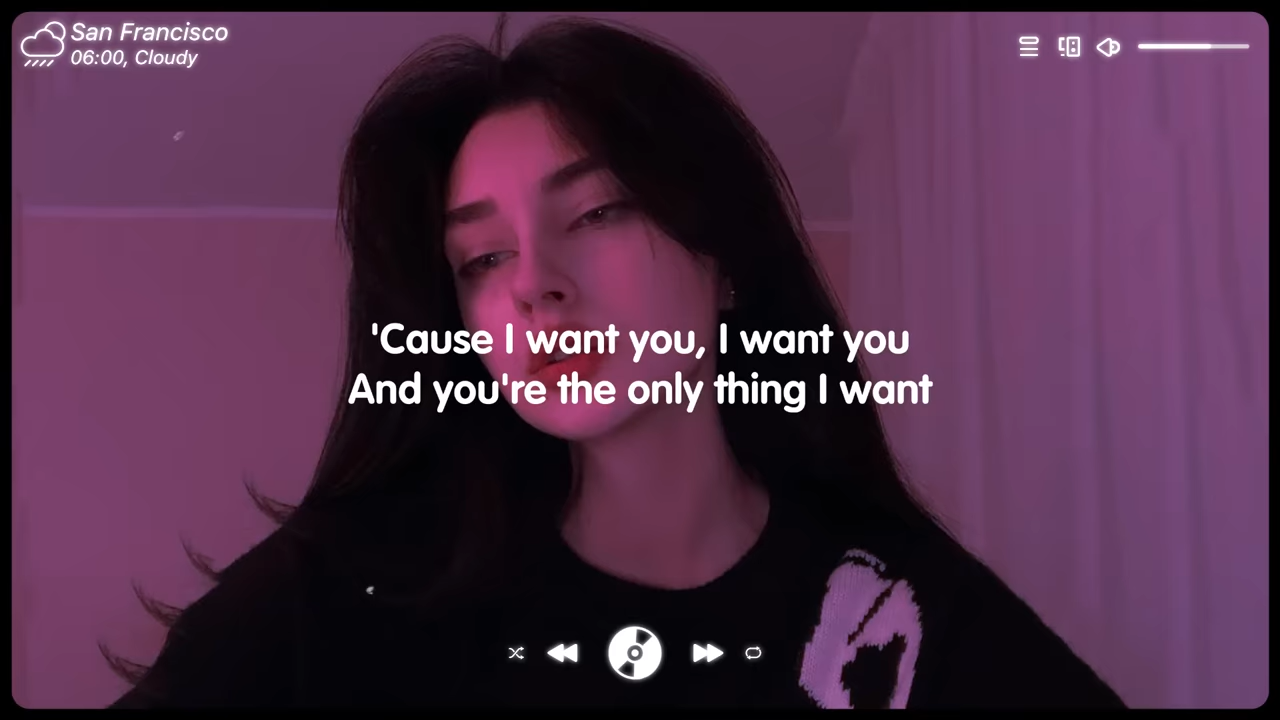 San Francisco
06:00, Cloudy
'Cause I want you, I want you
And you're the only thing I want